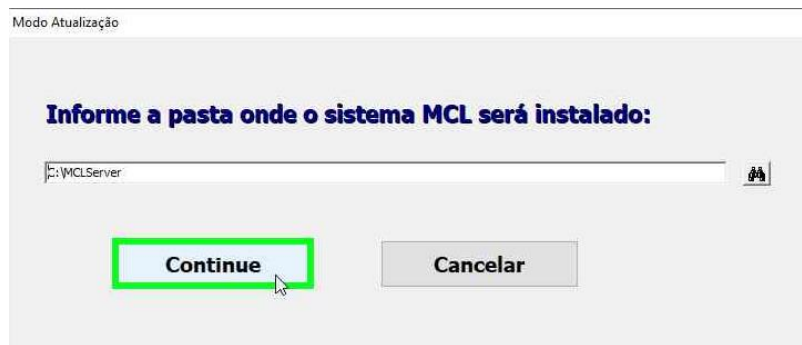 Modo Atualização
Informe a pasta onde o sistema MCL será instalado:
C:\MCLServer
Continue
Cancelar